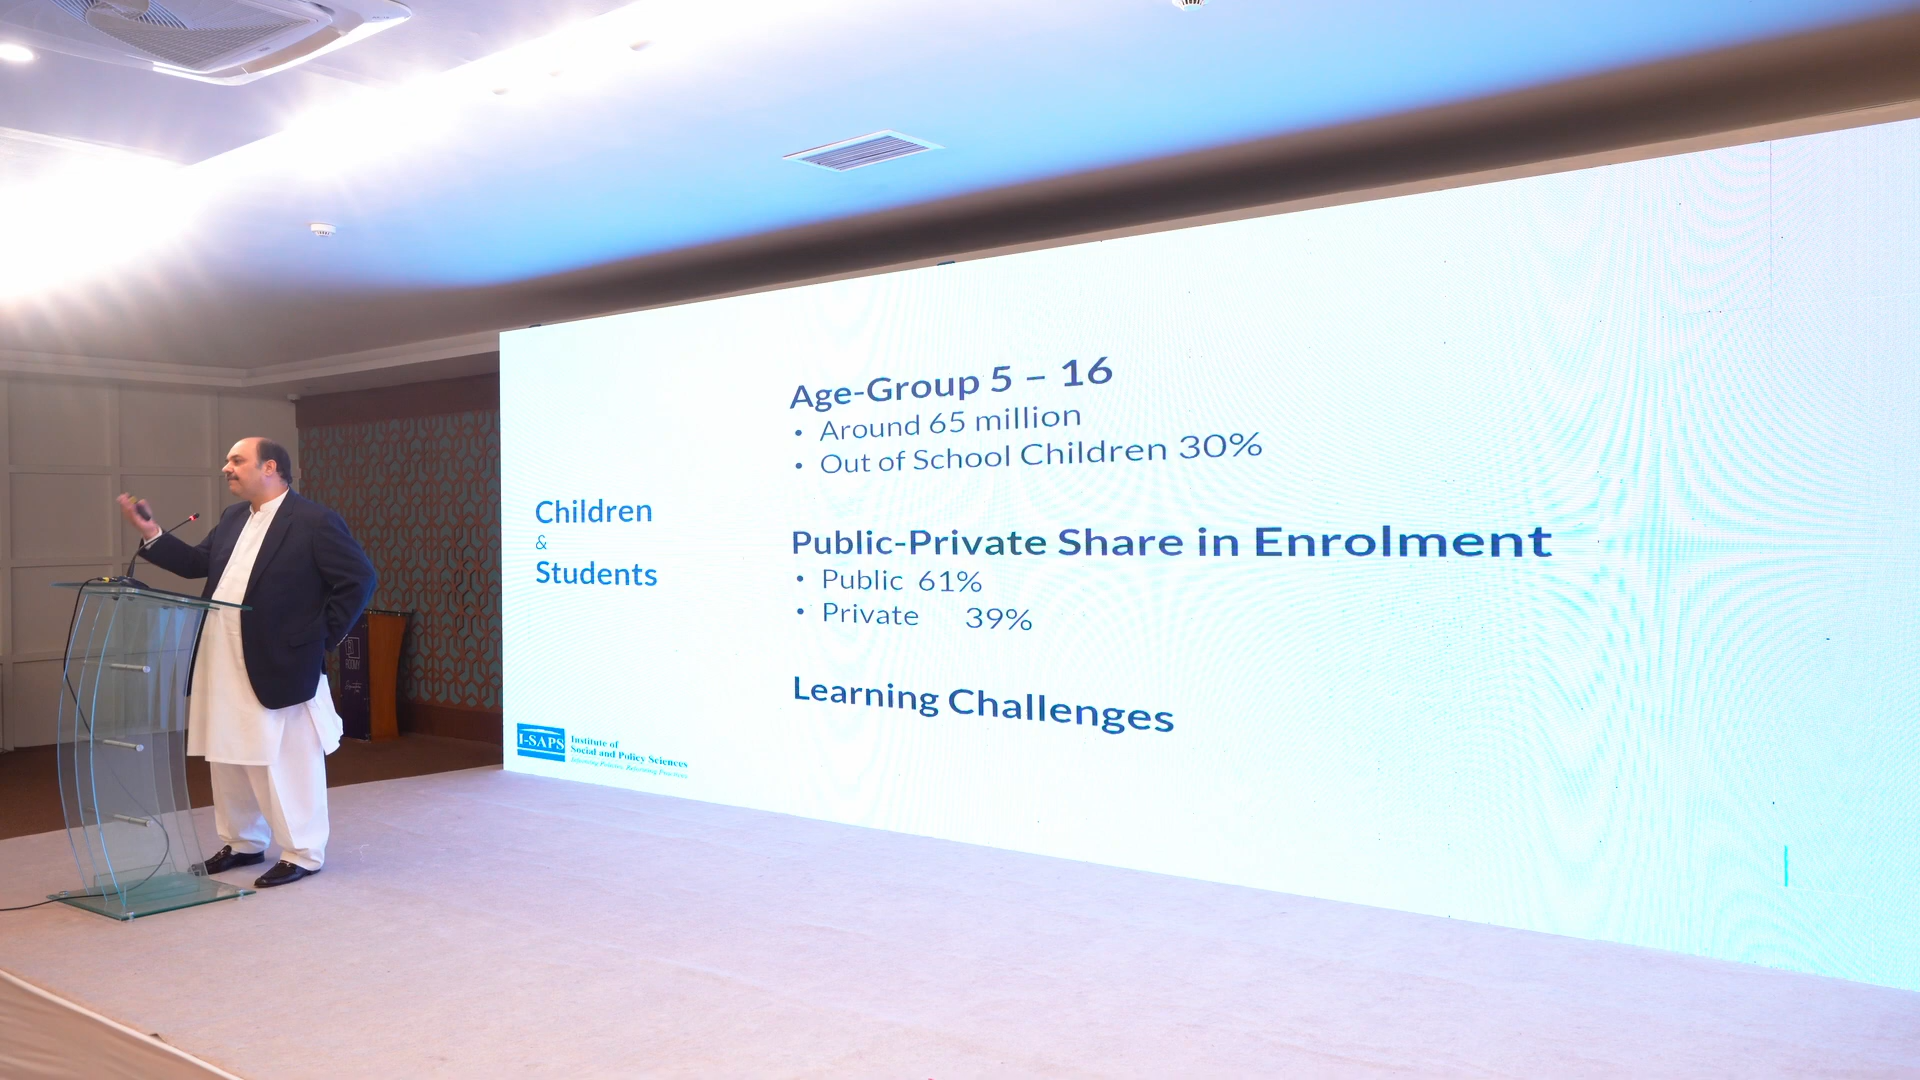 Children
&
Students
Age-Group 5 – 16
• Around 65 million
• Out of School Children 30%
Public-Private Share in Enrolment
• Public 61%
• Private 39%
Learning Challenges
I-SAPS
Institute of
Social and Policy Sciences